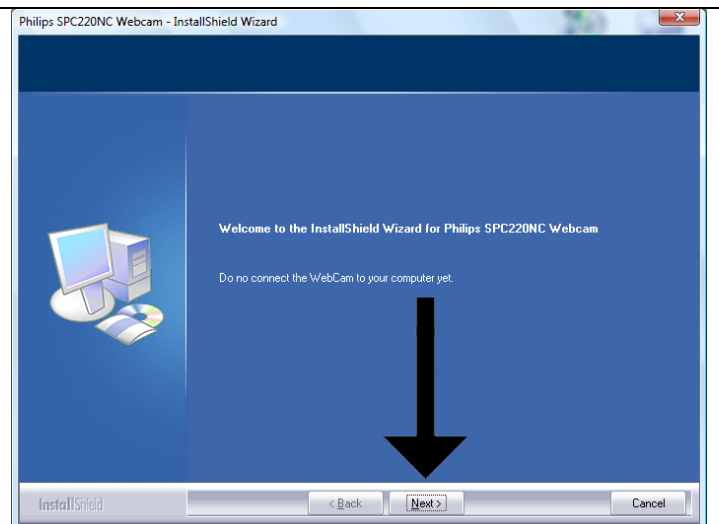 Philips SPC220NC Webcam - InstallShield Wizard
Welcome to the InstallShield Wizard for Philips SPC220NC Webcam
Do no connect the WebCam to your computer yet.
InstallShield
< Back
Next >
Cancel